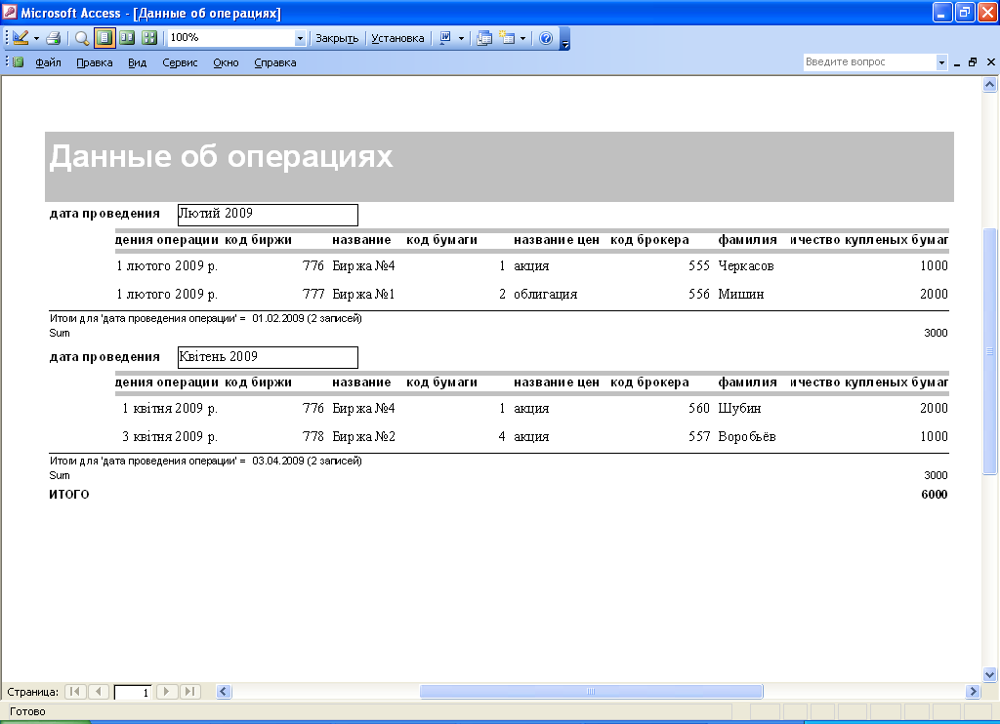 Microsoft Access - [Данные об операциях]
100% Закрыть Установка
Файл Правка Вид Сервис Окно Справка Введите вопрос
Данные об операциях
дата проведения Лютий 2009
дения операции код биржи название код бумаги название цен код брокера фамилия ичество купленых бумаг
1 лютого 2009 р. 776 Биржа №4 1 акция 555 Черкасов 1000
1 лютого 2009 р. 777 Биржа №1 2 облигация 556 Мишин 2000
Итоги для 'дата проведения операции' = 01.02.2009 (2 записей)
Sum 3000
дата проведения Квітень 2009
дения операции код биржи название код бумаги название цен код брокера фамилия ичество купленых бумаг
1 квітня 2009 р. 776 Биржа №4 1 акция 560 Шубин 2000
3 квітня 2009 р. 778 Биржа №2 4 акция 557 Воробьёв 1000
Итоги для 'дата проведения операции' = 03.04.2009 (2 записей)
Sum 3000
ИТОГО 6000
Страница: 1
Готово